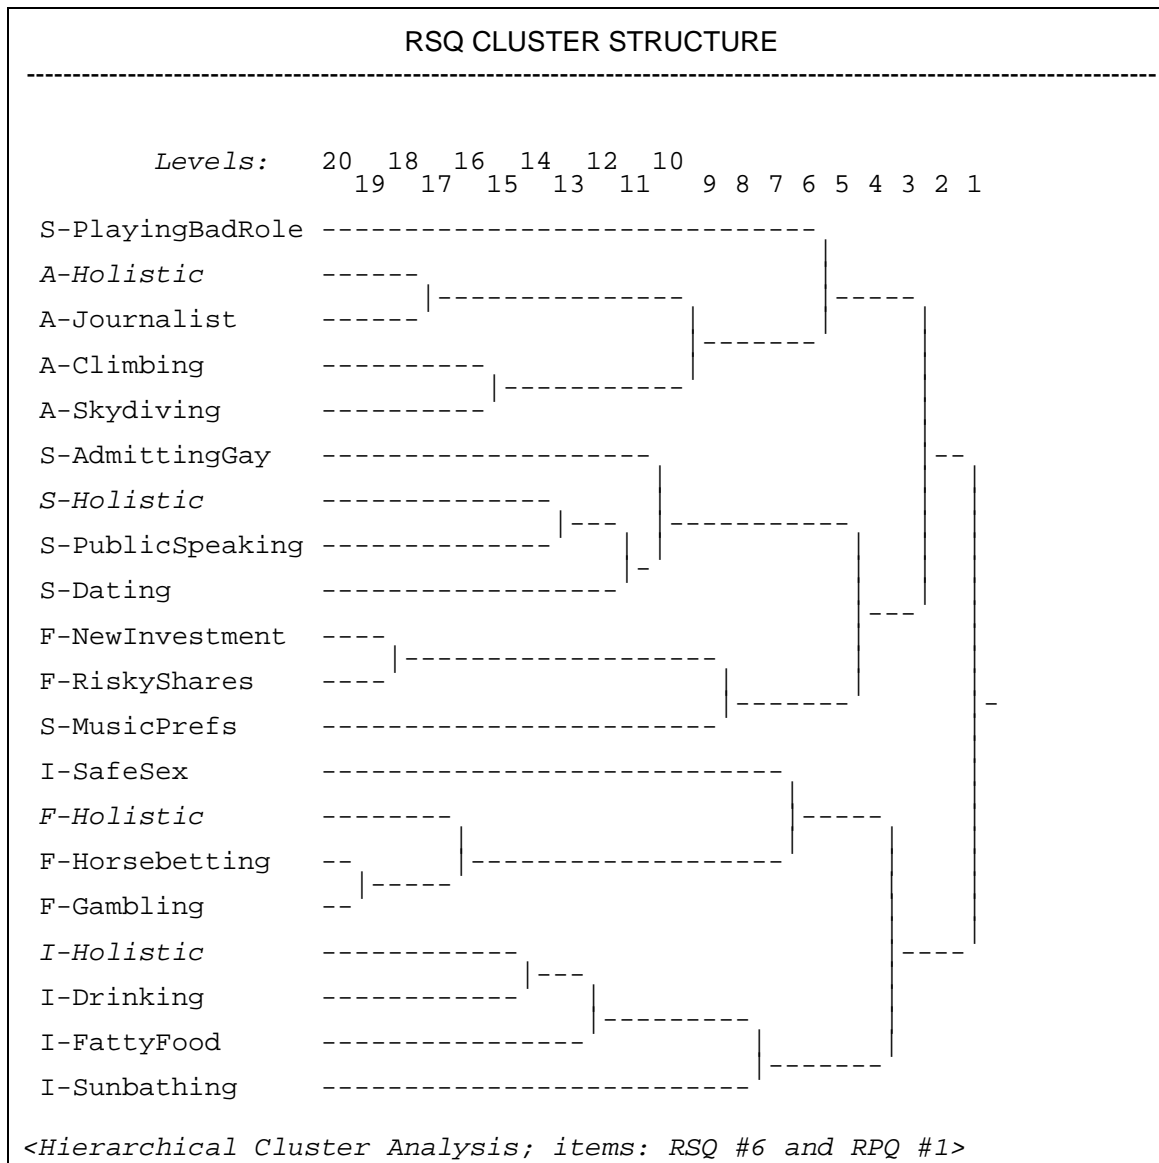 RSQ CLUSTER STRUCTURE
Levels: 20 18 16 14 12 10
19 17 15 13 11 9 8 7 6 5 4 3 2 1
S-PlayingBadRole
A-Holistic
A-Journalist
A-Climbing
A-Skydiving
S-AdmittingGay
S-Holistic
S-PublicSpeaking
S-Dating
F-NewInvestment
F-RiskyShares
S-MusicPrefs
I-SafeSex
F-Holistic
F-Horsebetting
F-Gambling
I-Holistic
I-Drinking
I-FattyFood
I-Sunbathing
<Hierarchical Cluster Analysis; items: RSQ #6 and RPQ #1>